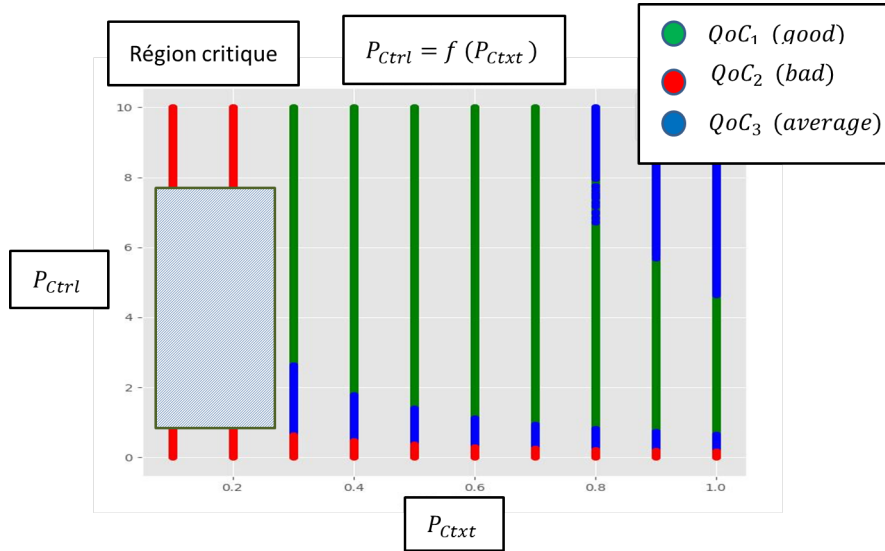 Région critique
P_Ctrl = f (P_Ctxt)
QoC_1 (good)
QoC_2 (bad)
QoC_3 (average)
10
8
6
4
2
0
P_Ctrl
0.2
0.4
0.6
0.8
1.0
P_Ctxt